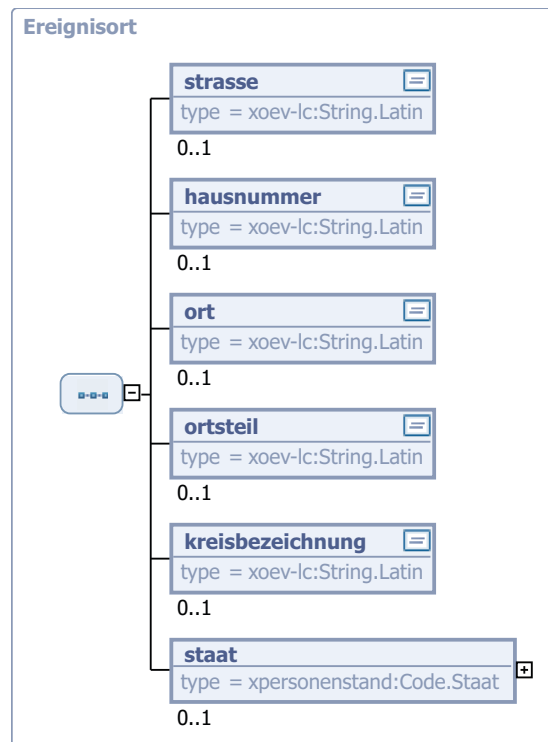 Ereignisort
strasse
type = xoev-lc:String.Latin
0..1
hausnummer
type = xoev-lc:String.Latin
0..1
ort
type = xoev-lc:String.Latin
0..1
ortsteil
type = xoev-lc:String.Latin
0..1
kreisbezeichnung
type = xoev-lc:String.Latin
0..1
staat
type = xpersonenstand:Code.Staat
0..1